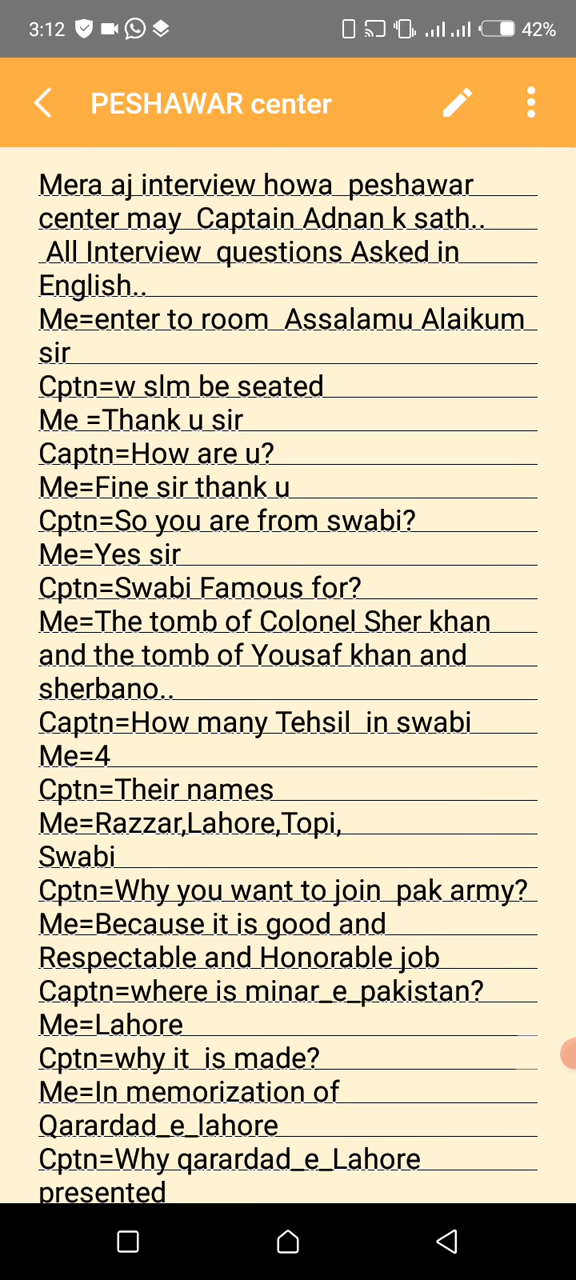 3:12 42%
PESHAWAR center
Mera aj interview howa peshawar
center may Captain Adnan k sath..
All Interview questions Asked in
English..
Me=enter to room Assalamu Alaikum
sir
Cptn=w slm be seated
Me =Thank u sir
Captn=How are u?
Me=Fine sir thank u
Cptn=So you are from swabi?
Me=Yes sir
Cptn=Swabi Famous for?
Me=The tomb of Colonel Sher khan
and the tomb of Yousaf khan and
sherbano..
Captn=How many Tehsil in swabi
Me=4
Cptn=Their names
Me=Razzar,Lahore,Topi,
Swabi
Cptn=Why you want to join pak army?
Me=Because it is good and
Respectable and Honorable job
Captn=where is minar_e_pakistan?
Me=Lahore
Cptn=why it is made?
Me=In memorization of
Qarardad_e_lahore
Cptn=Why qarardad_e_Lahore
presented